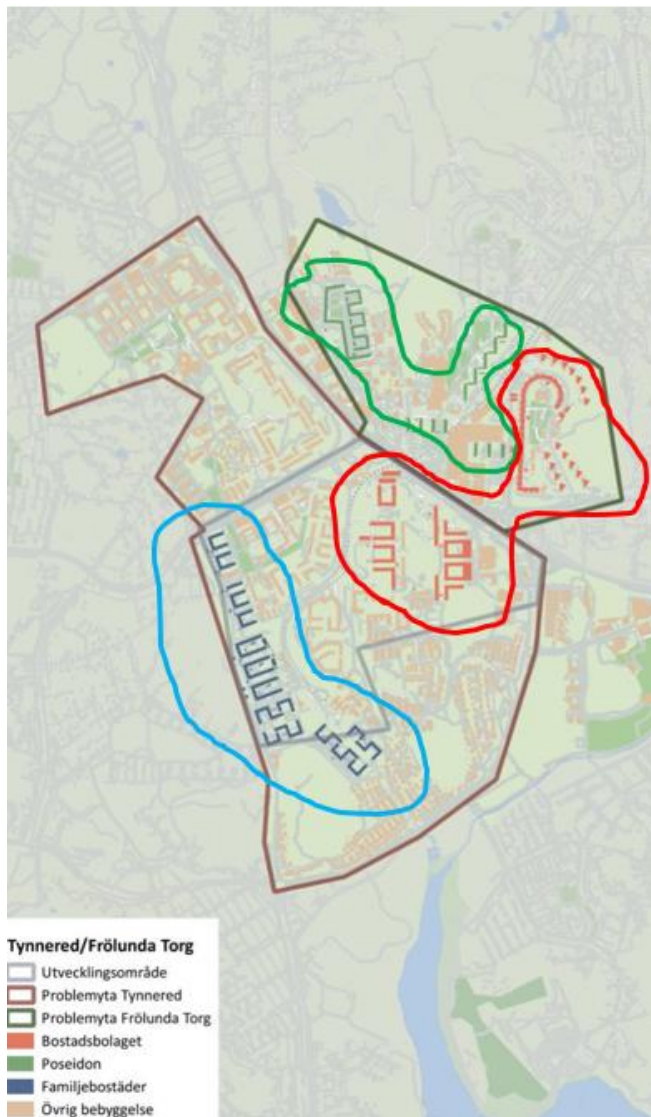 Tynnered/Frölunda Torg
Utvecklingsområde
Problemyta Tynnered
Problemyta Frölunda Torg
Bostadsbolaget
Poseidon
Familjebostäder
Övrig bebyggelse